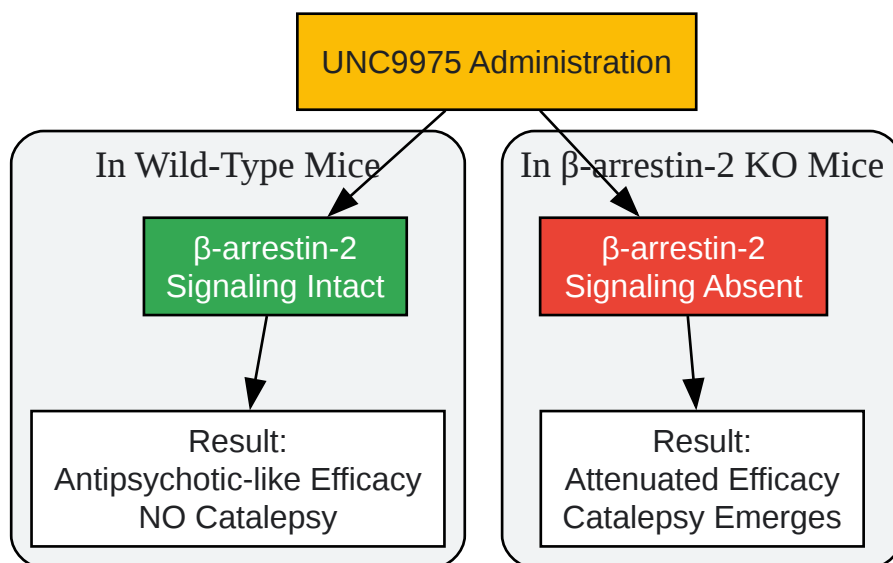 UNC9975 Administration
In Wild-Type Mice
In β-arrestin-2 KO Mice
β-arrestin-2
Signaling Intact
β-arrestin-2
Signaling Absent
Result:
Antipsychotic-like Efficacy
NO Catalepsy
Result:
Attenuated Efficacy
Catalepsy Emerges